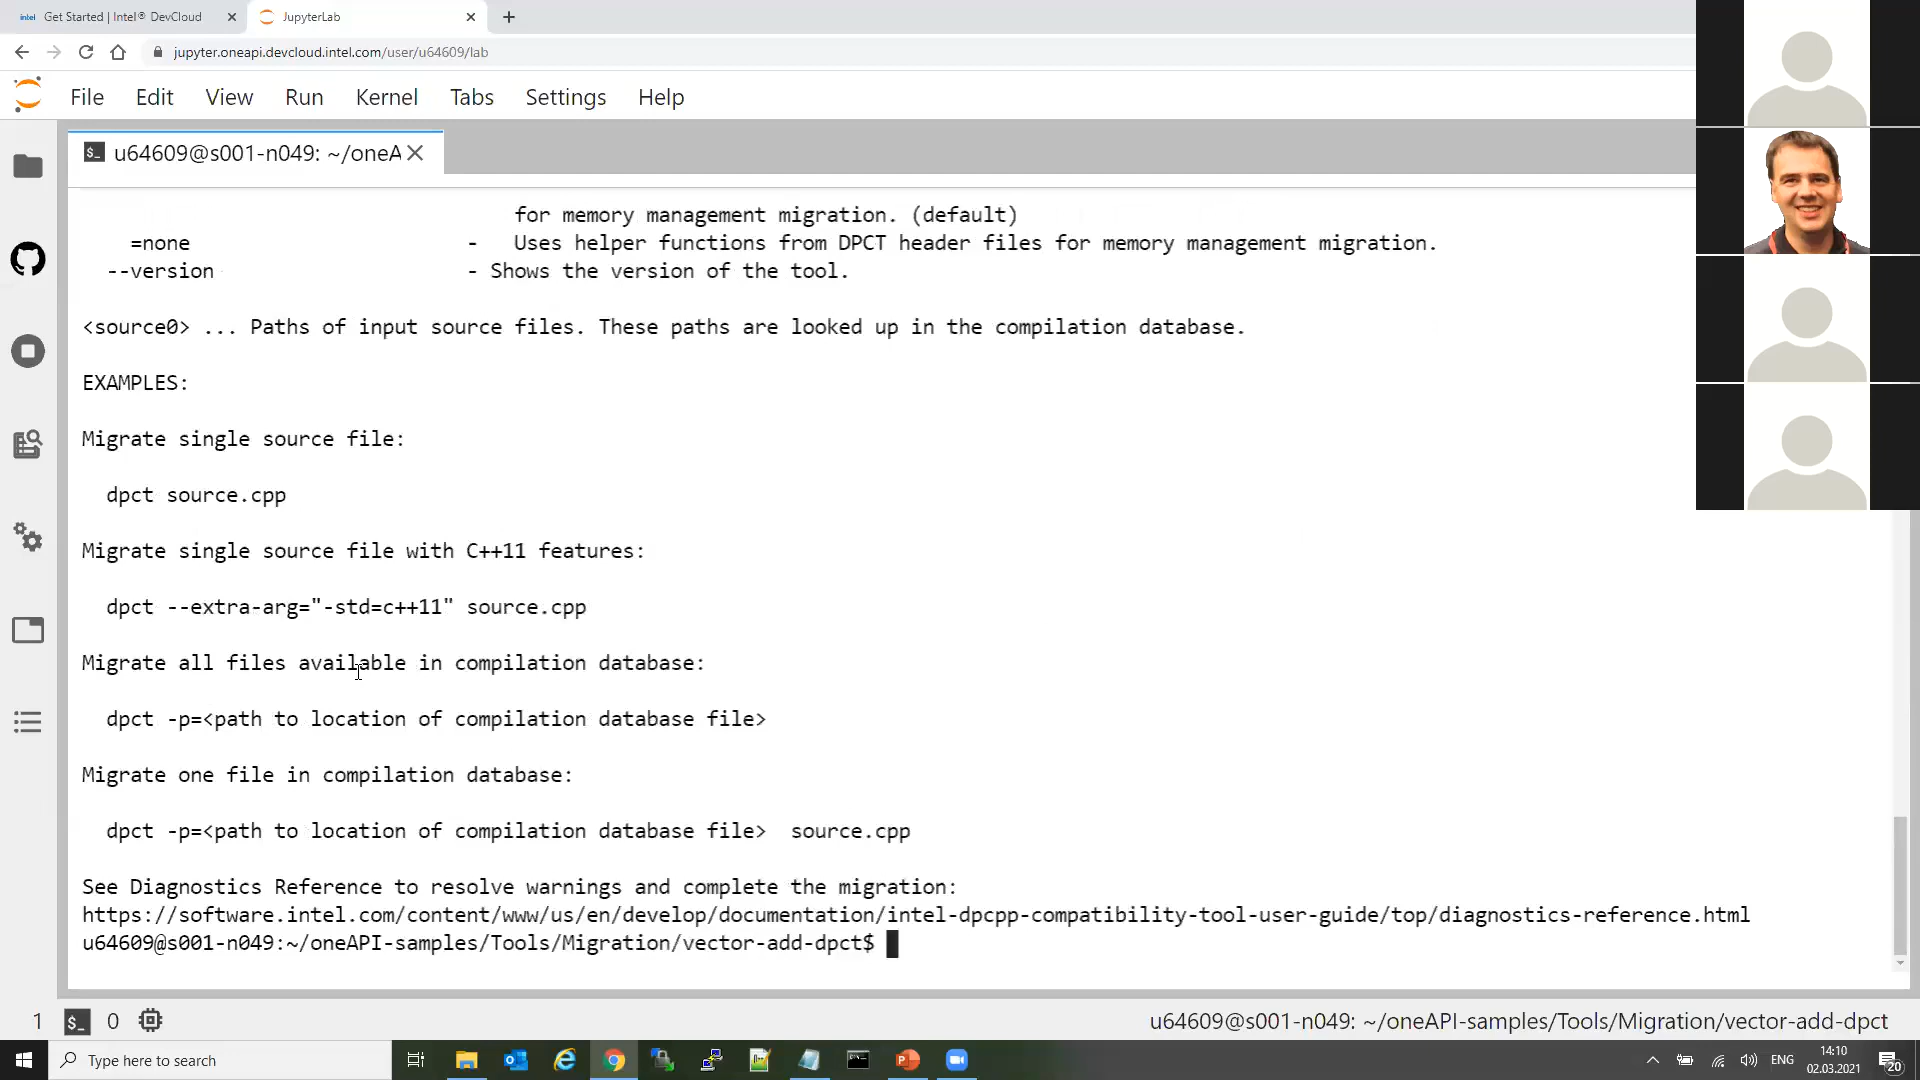 intel Get Started | Intel® DevCloud
JupyterLab
jupyter.oneapi.devcloud.intel.com/user/u64609/lab
File Edit View Run Kernel Tabs Settings Help
$_ u64609@s001-n049: ~/oneA
for memory management migration. (default)
=none - Uses helper functions from DPCT header files for memory management migration.
--version - Shows the version of the tool.
<source0> ... Paths of input source files. These paths are looked up in the compilation database.
EXAMPLES:
Migrate single source file:
dpct source.cpp
Migrate single source file with C++11 features:
dpct --extra-arg="-std=c++11" source.cpp
Migrate all files available in compilation database:
dpct -p=<path to location of compilation database file>
Migrate one file in compilation database:
dpct -p=<path to location of compilation database file>  source.cpp
See Diagnostics Reference to resolve warnings and complete the migration:
https://software.intel.com/content/www/us/en/develop/documentation/intel-dpcpp-compatibility-tool-user-guide/top/diagnostics-reference.html
u64609@s001-n049:~/oneAPI-samples/Tools/Migration/vector-add-dpct$
1 $_ 0
u64609@s001-n049: ~/oneAPI-samples/Tools/Migration/vector-add-dpct
Type here to search
ENG
14:10
02.03.2021
20